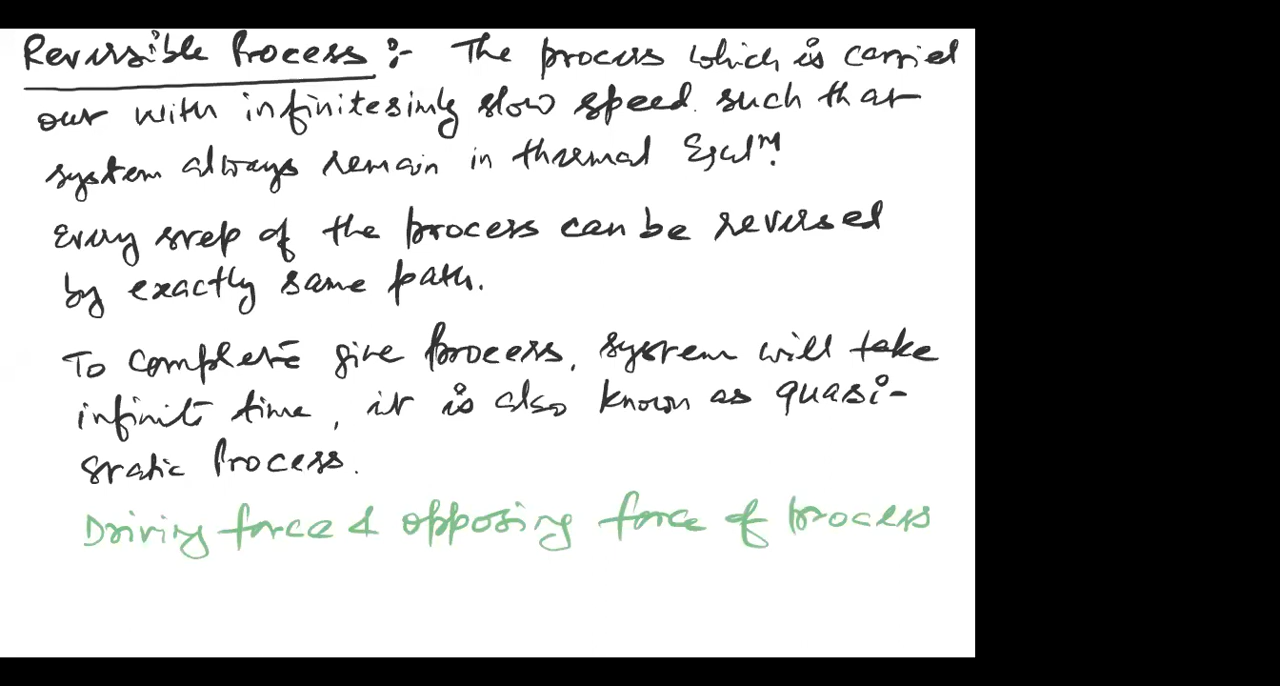 Reversible Process :- The process which is carried
out with infinitesimly slow speed. such that
system always remain in thermal Equlm.
Every step of the process can be reversed
by exactly same path.
To complete give process, system will take
infinite time, it is also known as quasi-
static Process.
Driving force & opposing force of process